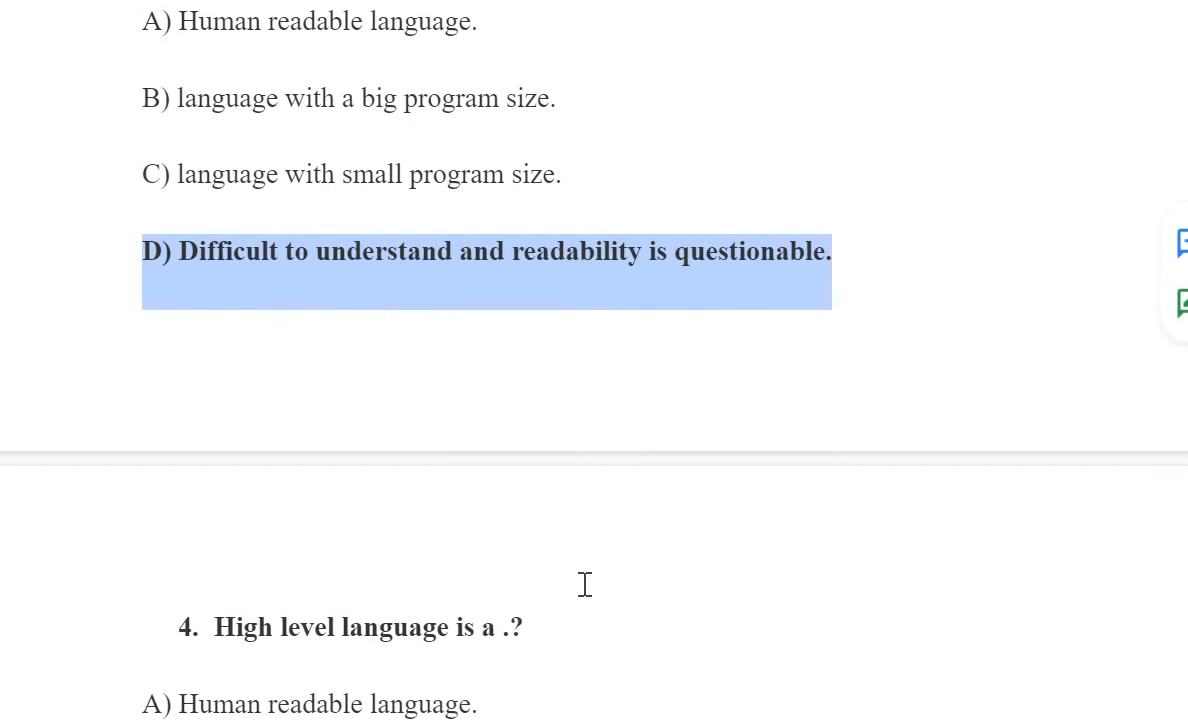 A) Human readable language.
B) language with a big program size.
C) language with small program size.
D) Difficult to understand and readability is questionable.
4. High level language is a .?
A) Human readable language.